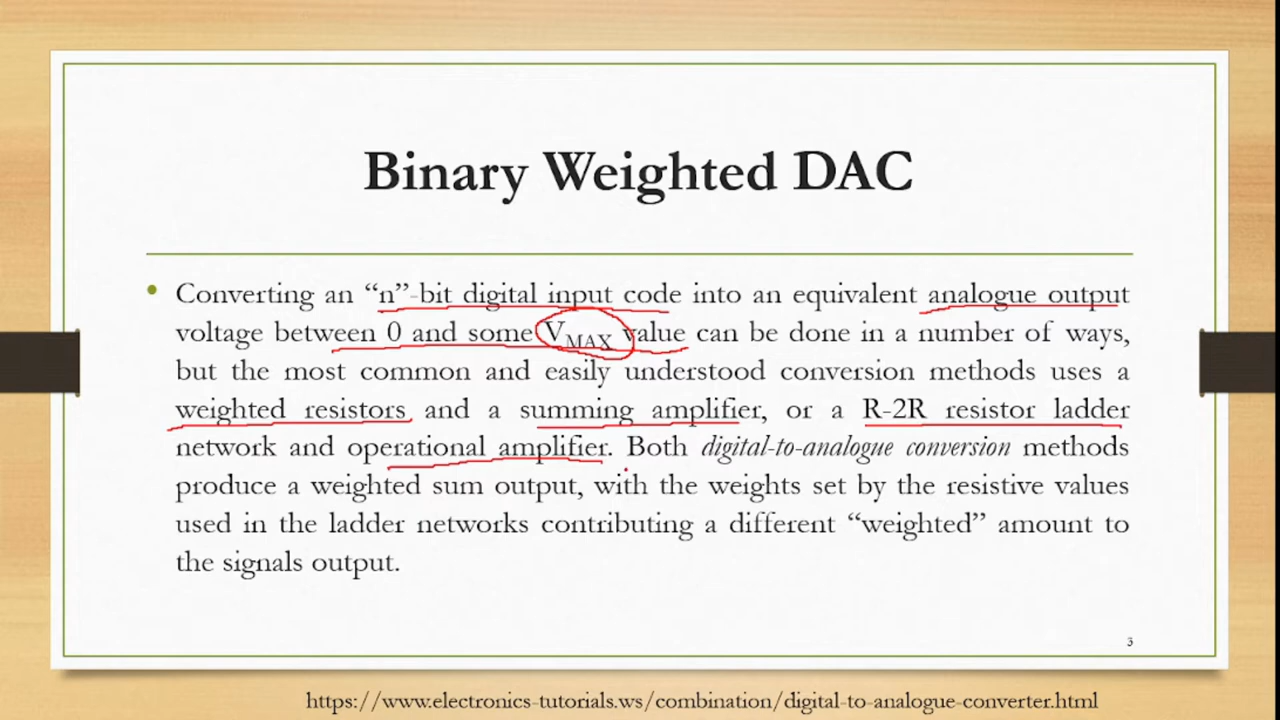 Binary Weighted DAC
• Converting an “n”-bit digital input code into an equivalent analogue output
voltage between 0 and some VMAX value can be done in a number of ways,
but the most common and easily understood conversion methods uses a
weighted resistors and a summing amplifier, or a R-2R resistor ladder
network and operational amplifier. Both digital-to-analogue conversion methods
produce a weighted sum output, with the weights set by the resistive values
used in the ladder networks contributing a different “weighted” amount to
the signals output.
3
https://www.electronics-tutorials.ws/combination/digital-to-analogue-converter.html